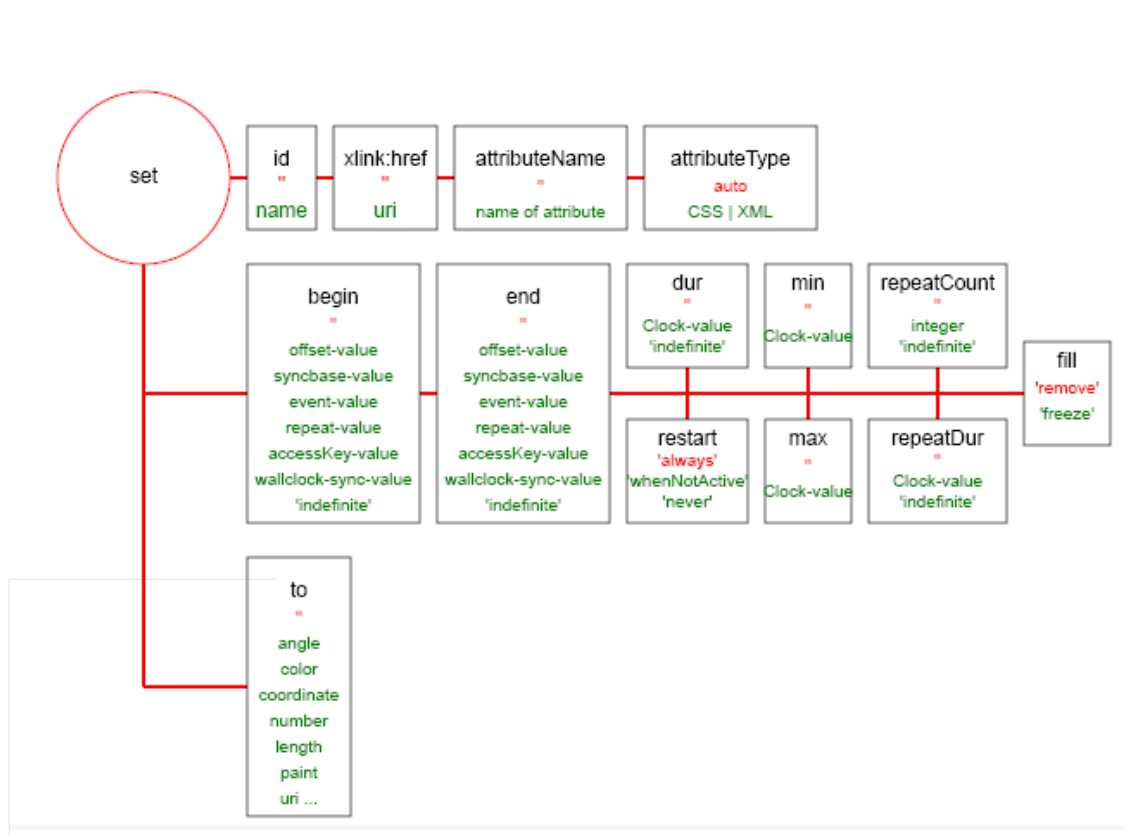 set
id
''
name
xlink:href
''
uri
attributeName
''
name of attribute
attributeType
auto
CSS | XML
begin
''
offset-value
syncbase-value
event-value
repeat-value
accessKey-value
wallclock-sync-value
'indefinite'
end
''
offset-value
syncbase-value
event-value
repeat-value
accessKey-value
wallclock-sync-value
'indefinite'
dur
''
Clock-value
'indefinite'
min
''
Clock-value
repeatCount
''
integer
'indefinite'
restart
'always'
'whenNotActive'
'never'
max
''
Clock-value
repeatDur
''
Clock-value
'indefinite'
fill
'remove'
'freeze'
to
''
angle
color
coordinate
number
length
paint
uri ...